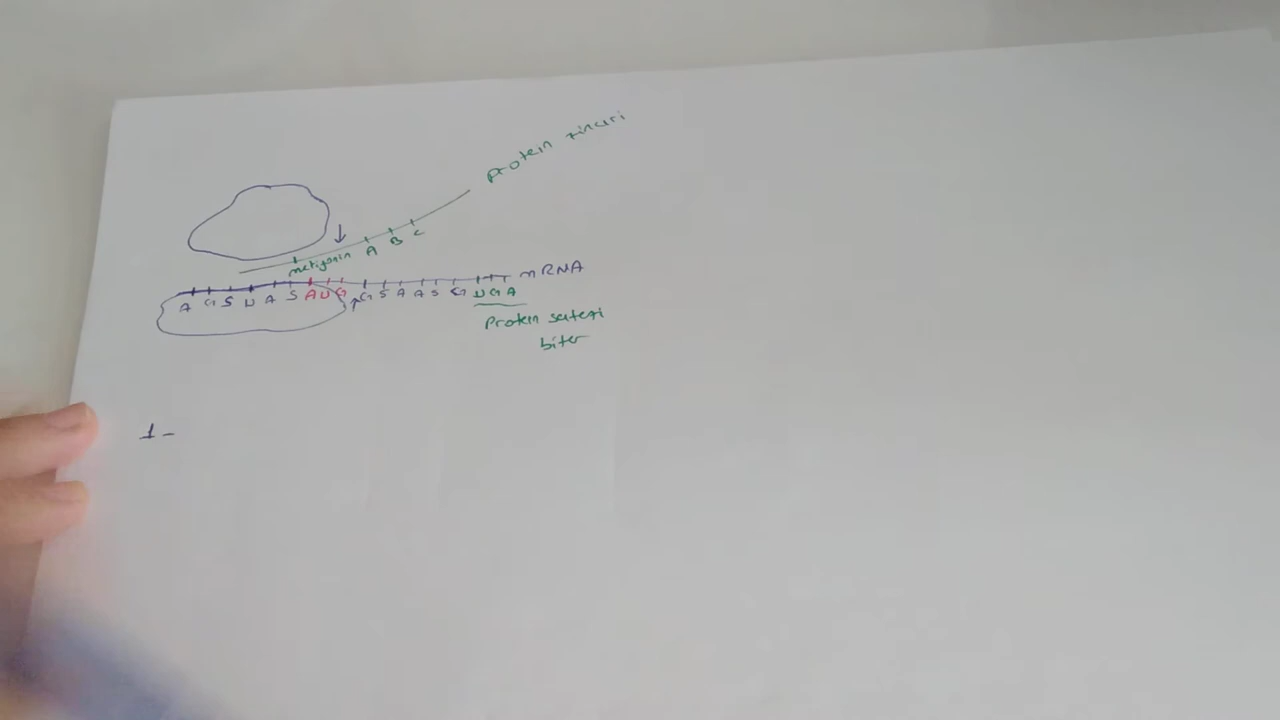 protein zinciri
metiyonin A B C
mRNA
A G S U A S A U G G S A A S G U G A
Protein sentezi
biter
1-